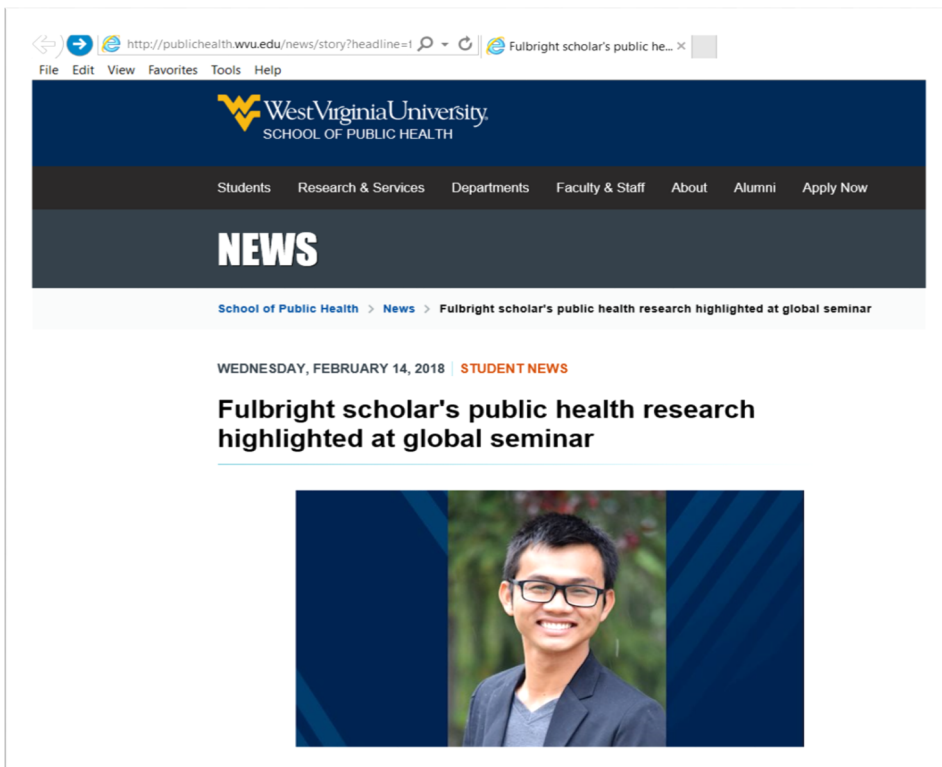 http://publichealth.wvu.edu/news/story?headline=1
Fulbright scholar's public he...
File Edit View Favorites Tools Help
WestVirginiaUniversity.
SCHOOL OF PUBLIC HEALTH
Students Research & Services Departments Faculty & Staff About Alumni Apply Now
NEWS
School of Public Health > News > Fulbright scholar's public health research highlighted at global seminar
WEDNESDAY, FEBRUARY 14, 2018 | STUDENT NEWS
Fulbright scholar's public health research
highlighted at global seminar